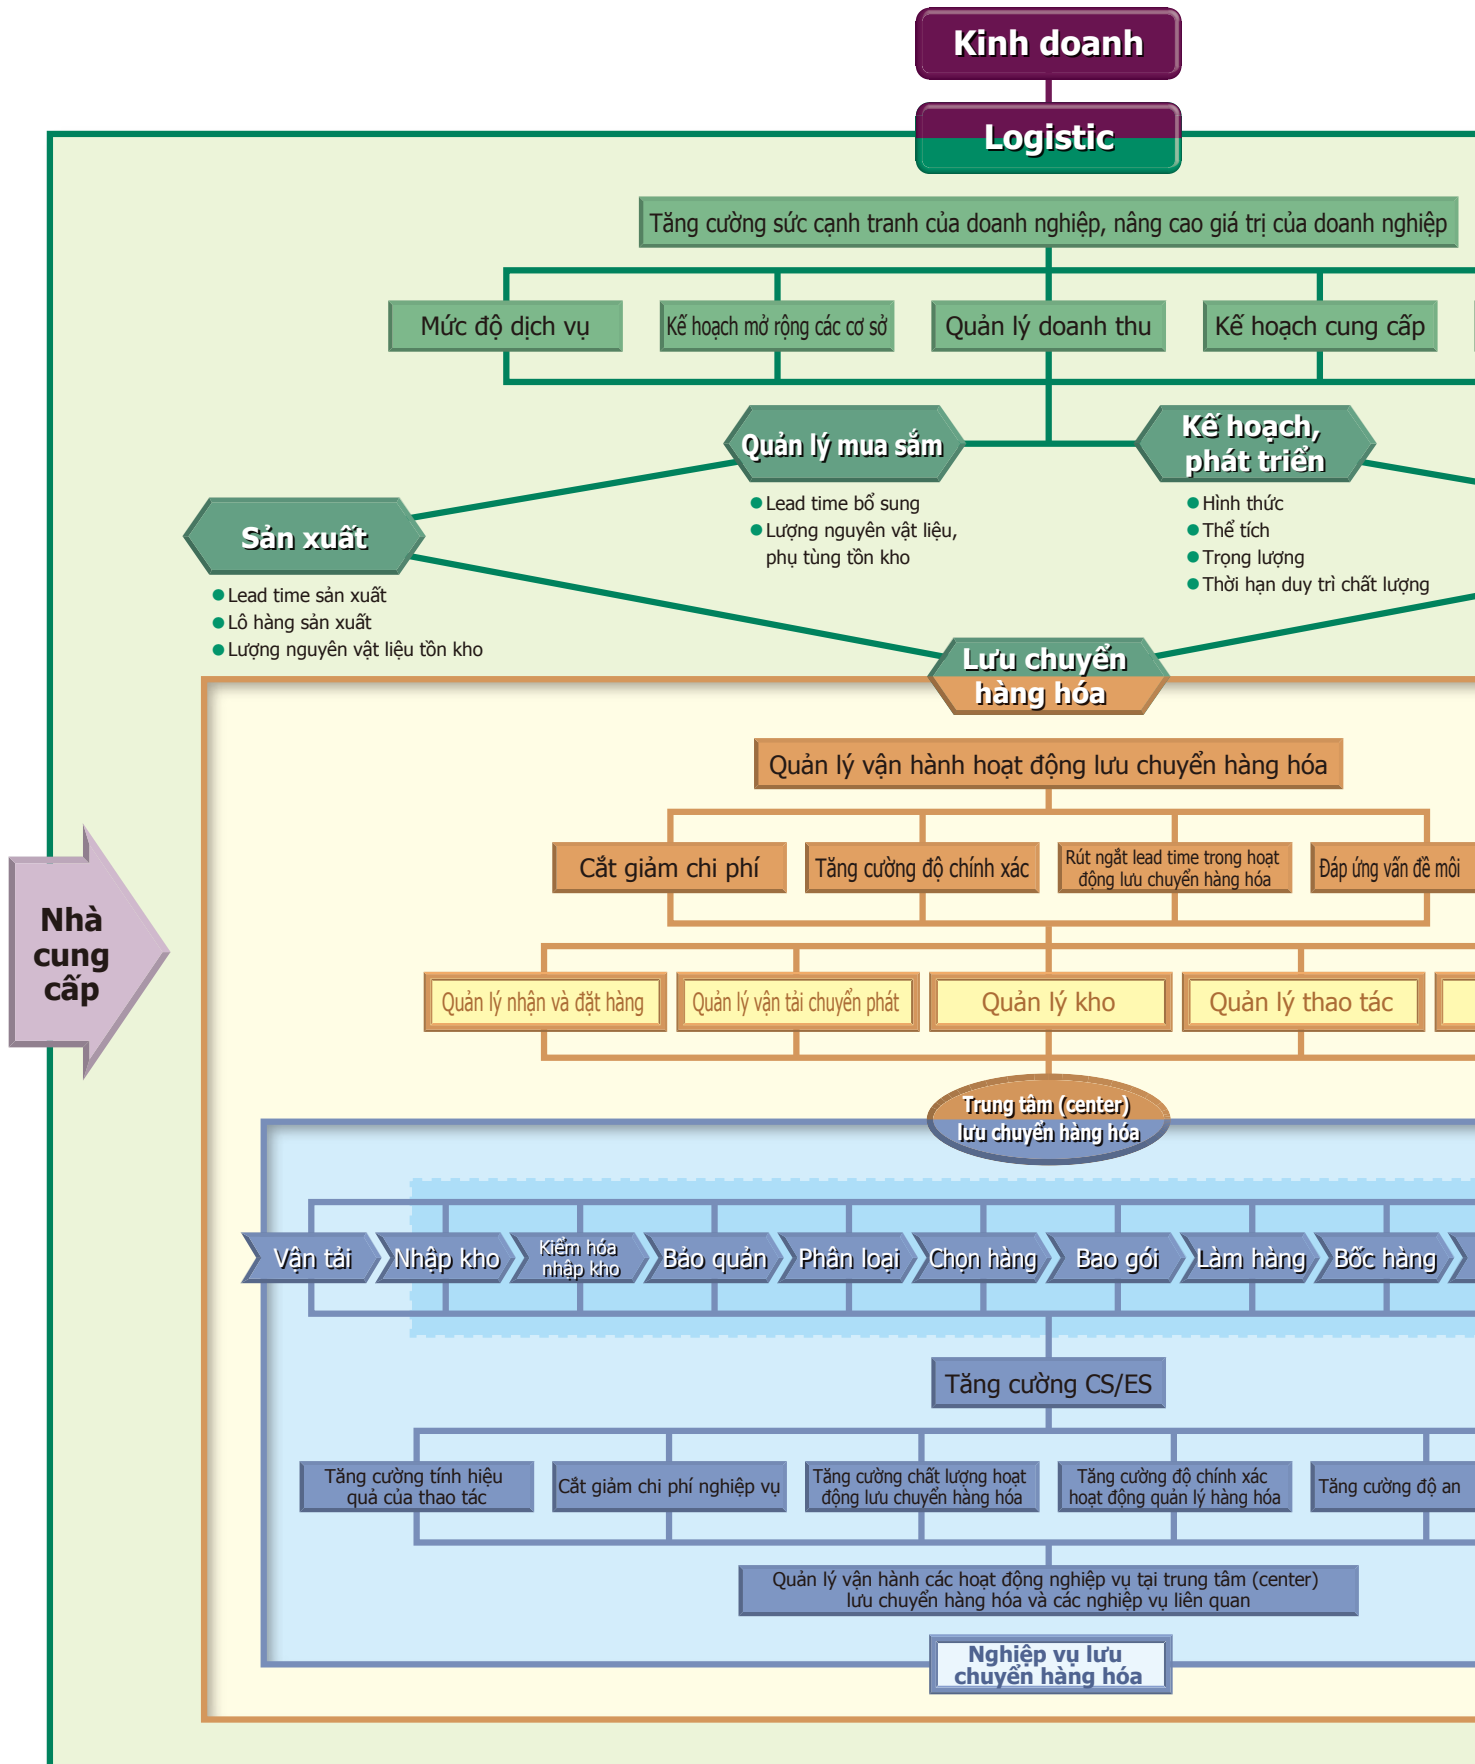 Kinh doanh
Logistic
Tăng cường sức cạnh tranh của doanh nghiệp, nâng cao giá trị của doanh nghiệp
Mức độ dịch vụ
Kế hoạch mở rộng các cơ sở
Quản lý doanh thu
Kế hoạch cung cấp
Quản lý mua sắm
Kế hoạch,
phát triển
Lead time bổ sung
Lượng nguyên vật liệu,
phụ tùng tồn kho
Hình thức
Thể tích
Trọng lượng
Thời hạn duy trì chất lượng
Sản xuất
Lead time sản xuất
Lô hàng sản xuất
Lượng nguyên vật liệu tồn kho
Lưu chuyển
hàng hóa
Quản lý vận hành hoạt động lưu chuyển hàng hóa
Cắt giảm chi phí
Tăng cường độ chính xác
Rút ngắt lead time trong hoạt
động lưu chuyển hàng hóa
Đáp ứng vấn đề môi
Nhà
cung
cấp
Quản lý nhận và đặt hàng
Quản lý vận tải chuyển phát
Quản lý kho
Quản lý thao tác
Trung tâm (center)
lưu chuyển hàng hóa
Vận tải
Nhập kho
Kiểm hóa
nhập kho
Bảo quản
Phân loại
Chọn hàng
Bao gói
Làm hàng
Bốc hàng
Tăng cường CS/ES
Tăng cường tính hiệu
quả của thao tác
Cắt giảm chi phí nghiệp vụ
Tăng cường chất lượng hoạt
động lưu chuyển hàng hóa
Tăng cường độ chính xác
hoạt động quản lý hàng hóa
Tăng cường độ an
Quản lý vận hành các hoạt động nghiệp vụ tại trung tâm (center)
lưu chuyển hàng hóa và các nghiệp vụ liên quan
Nghiệp vụ lưu
chuyển hàng hóa